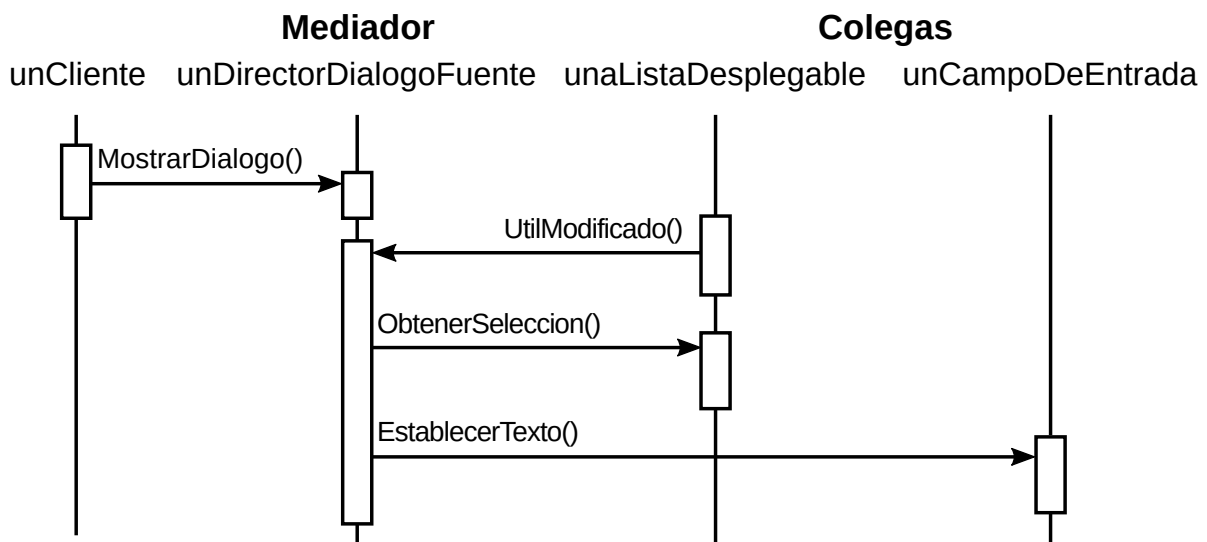 Mediador Colegas
unCliente unDirectorDialogoFuente unaListaDesplegable unCampoDeEntrada
MostrarDialogo()
UtilModificado()
ObtenerSeleccion()
EstablecerTexto()